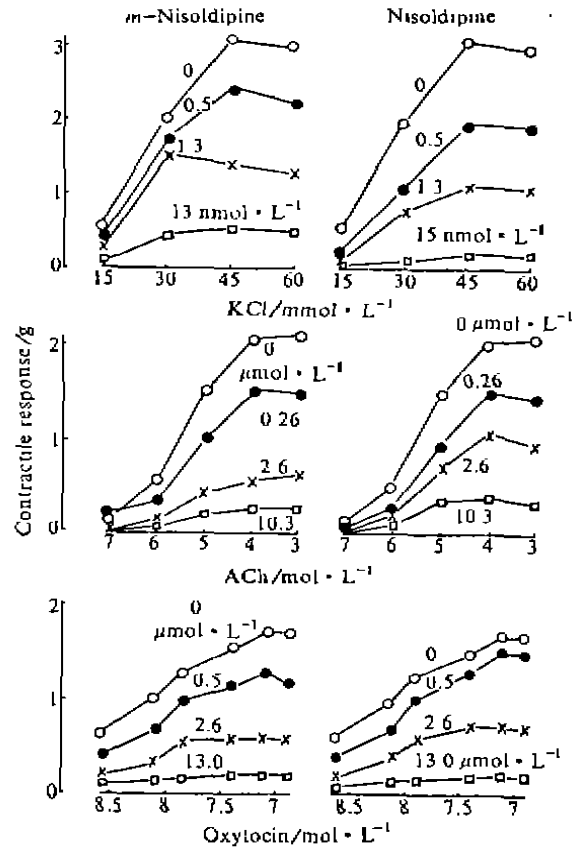 m-Nisoldipine Nisoldipine
3
2
1
0
0
0.5
1.3
13 nmol · L⁻¹
0
0.5
1 3
15 nmol · L⁻¹
15 30 45 60 15 30 45 60
KCl/mmol · L⁻¹
Contractile response/g
2
1
0
0
μmol · L⁻¹
0.26
2.6
10.3
0 μmol · L⁻¹
0.26
2.6
10 3
7 6 5 4 3 7 6 5 4 3
ACh/mol · L⁻¹
2
1
0
0
μmol · L⁻¹
0.5
2.6
13.0
0
0.5
2 6
13 0 μmol · L⁻¹
8.5 8 7.5 7 8.5 8 7.5 7
Oxytocin/mol · L⁻¹